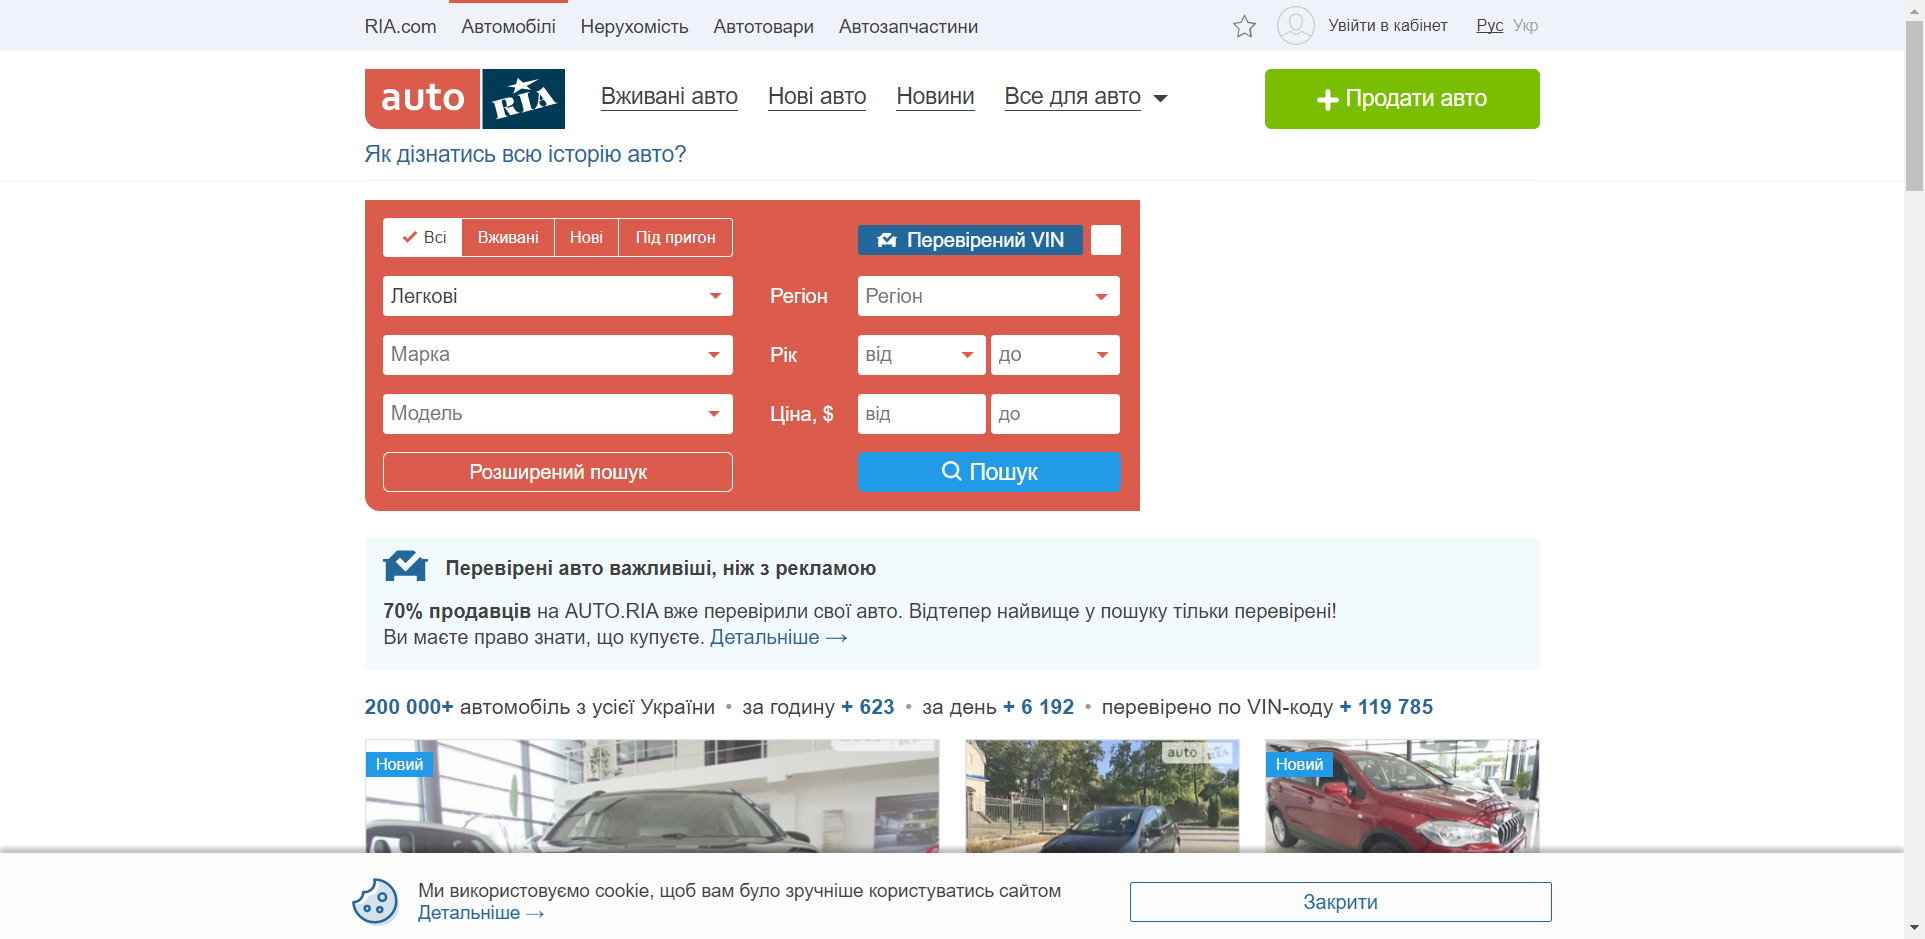 RIA.com Автомобілі Нерухомість Автотовари Автозапчастини Увійти в кабінет Рус Укр
auto RIA Вживані авто Нові авто Новини Все для авто Продати авто
Як дізнатись всю історію авто?
Всі Вживані Нові Під пригон Перевірений VIN
Легкові Регіон Регіон
Марка Рік від до
Модель Ціна, $ від до
Розширений пошук Пошук
Перевірені авто важливіші, ніж з рекламою
70% продавців на AUTO.RIA вже перевірили свої авто. Відтепер найвище у пошуку тільки перевірені!
Ви маєте право знати, що купуєте. Детальніше →
200 000+ автомобіль з усієї України • за годину + 623 • за день + 6 192 • перевірено по VIN-коду + 119 785
auto RIA
Новий Новий
Ми використовуємо cookie, щоб вам було зручніше користуватись сайтом
Детальніше → Закрити